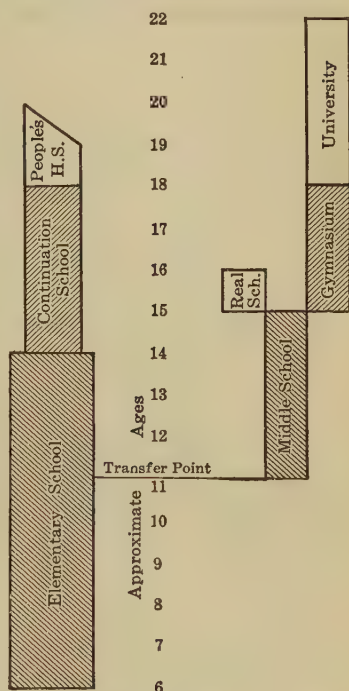 22
21
20
19
18
17
16
15
14
13
12
11
10
9
8
7
6
Approximate Ages
Transfer Point
People's
H.S.
Continuation
School
Elementary School
University
Gymnasium
Real
Sch.
Middle School